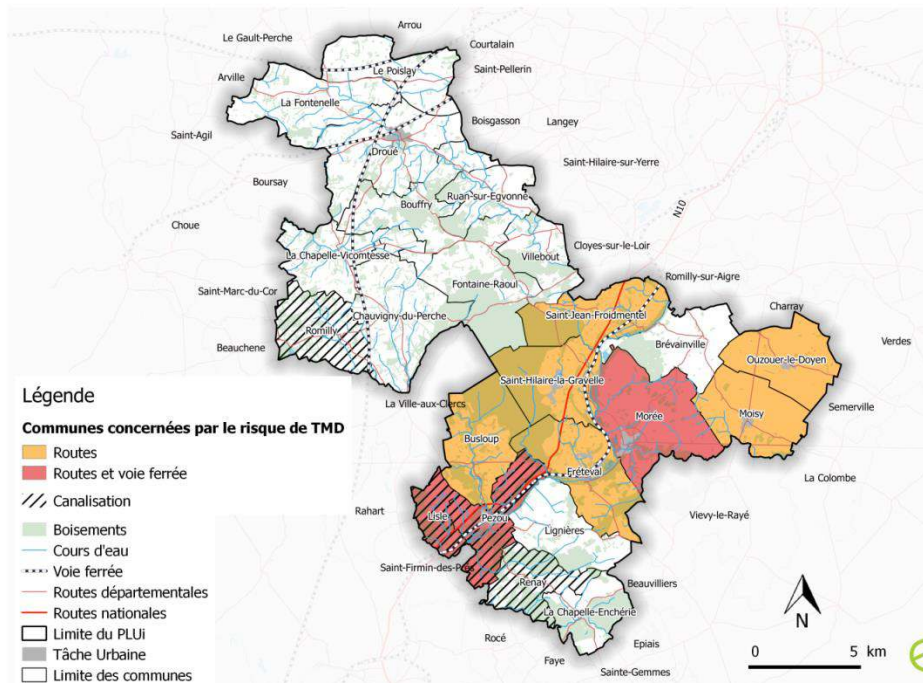 Arrou
Le Gault-Perche
Courtalain
Le Poislay
Saint-Pellerin
Arville
La Fontenelle
Boisgasson
Langey
Saint-Agil
Droué
Saint-Hilaire-sur-Yerre
Boursay
Ruan-sur-Egvonne
Bouffry
N10
Choue
Cloyes-sur-le-Loir
La Chapelle-Vicomtesse
Villebout
Romilly-sur-Aigre
Fontaine-Raoul
Saint-Marc-du-Cor
Charray
Chauvigny-du-Perche
Saint-Jean-Froidmentel
Romilly
Brévainville
Verdes
Beauchene
Ouzouer-le-Doyen
Saint-Hilaire-la-Gravelle
La Ville-aux-Clercs
Semerville
Morée
Moisy
Busloup
Fréteval
La Colombe
Rahart
Lisle
Pezou
Vievy-le-Rayé
Lignières
Saint-Firmin-des-Prés
Renay
Beauvilliers
La Chapelle-Enchérie
Rocé
Epiais
Faye
Sainte-Gemmes
Légende
Communes concernées par le risque de TMD
Routes
Routes et voie ferrée
Canalisation
Boisements
Cours d'eau
Voie ferrée
Routes départementales
Routes nationales
Limite du PLUi
Tâche Urbaine
Limite des communes
N
0 5 km